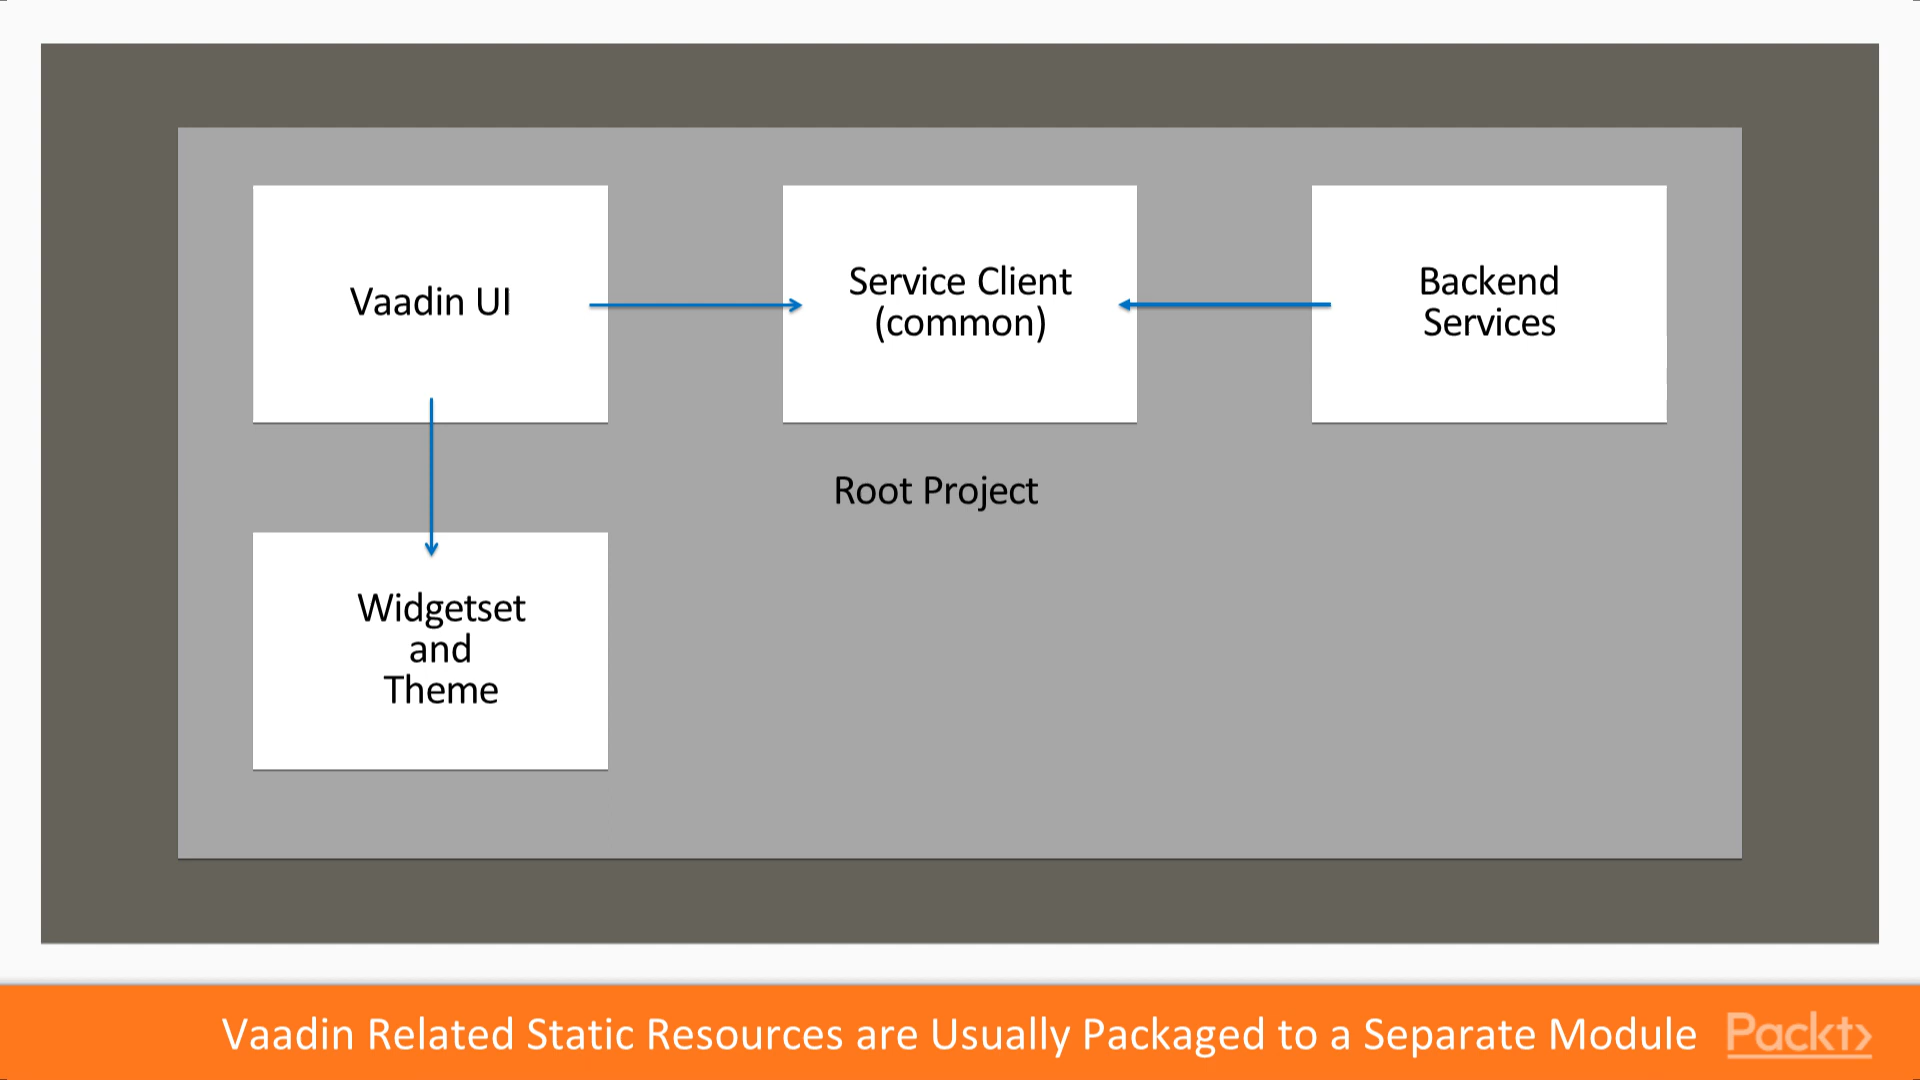 Vaadin UI
Service Client
(common)
Backend
Services
Root Project
Widgetset
and
Theme
Vaadin Related Static Resources are Usually Packaged to a Separate Module
Packt>